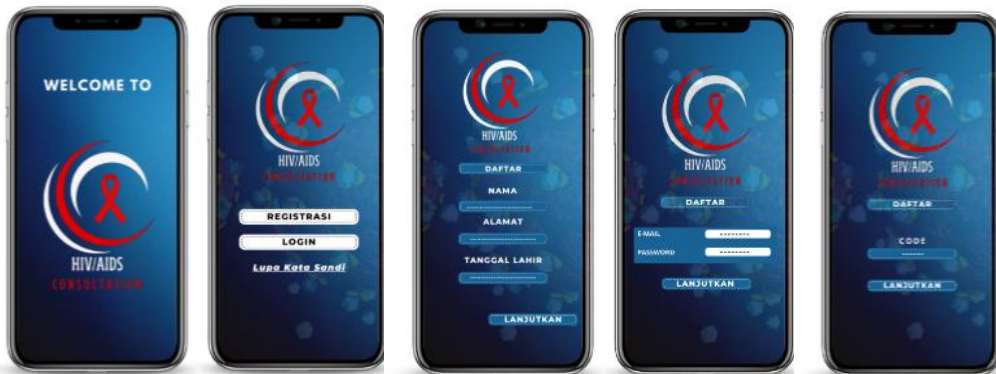 WELCOME TO
HIV/AIDS
CONSULTATION
HIV/AIDS
CONSULTATION
REGISTRASI
LOGIN
Lupa Kata Sandi
HIV/AIDS
CONSULTATION
DAFTAR
NAMA
ALAMAT
TANGGAL LAHIR
LANJUTKAN
HIV/AIDS
CONSULTATION
DAFTAR
E-MAIL
PASSWORD
LANJUTKAN
HIV/AIDS
CONSULTATION
DAFTAR
CODE
LANJUTKAN